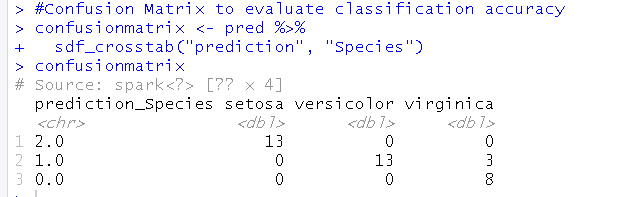 > #Confusion Matrix to evaluate classification accuracy
> confusionmatrix <- pred %>%
+   sdf_crosstab("prediction", "Species")
> confusionmatrix
# Source: spark<?> [?? x 4]
  prediction_Species setosa versicolor virginica
  <chr>               <dbl>      <dbl>     <dbl>
1 2.0                    13          0         0
2 1.0                     0         13         3
3 0.0                     0          0         8